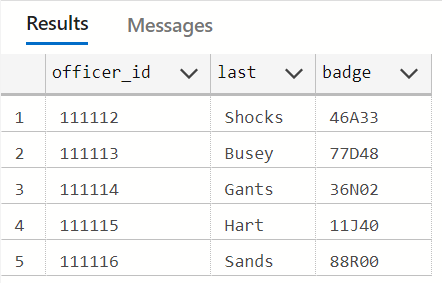 Results Messages
officer_id last badge
1 111112 Shocks 46A33
2 111113 Busey 77D48
3 111114 Gants 36N02
4 111115 Hart 11J40
5 111116 Sands 88R00